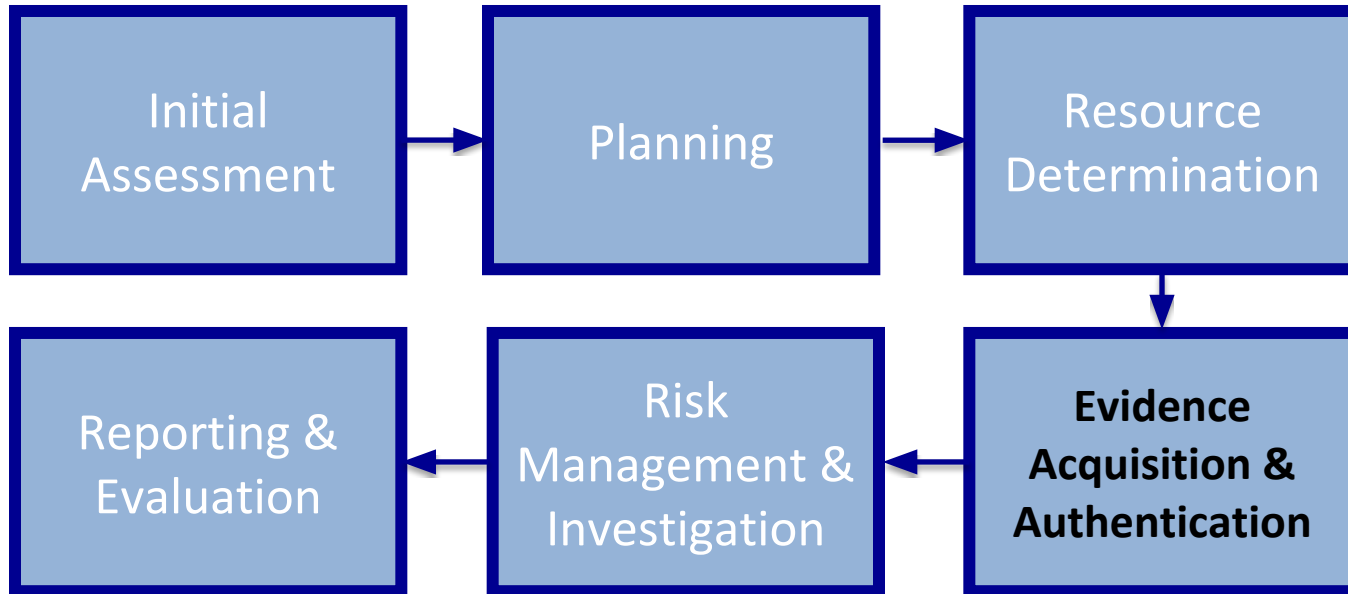 Initial
Assessment
Planning
Resource
Determination
Evidence
Acquisition &
Authentication
Risk
Management &
Investigation
Reporting &
Evaluation